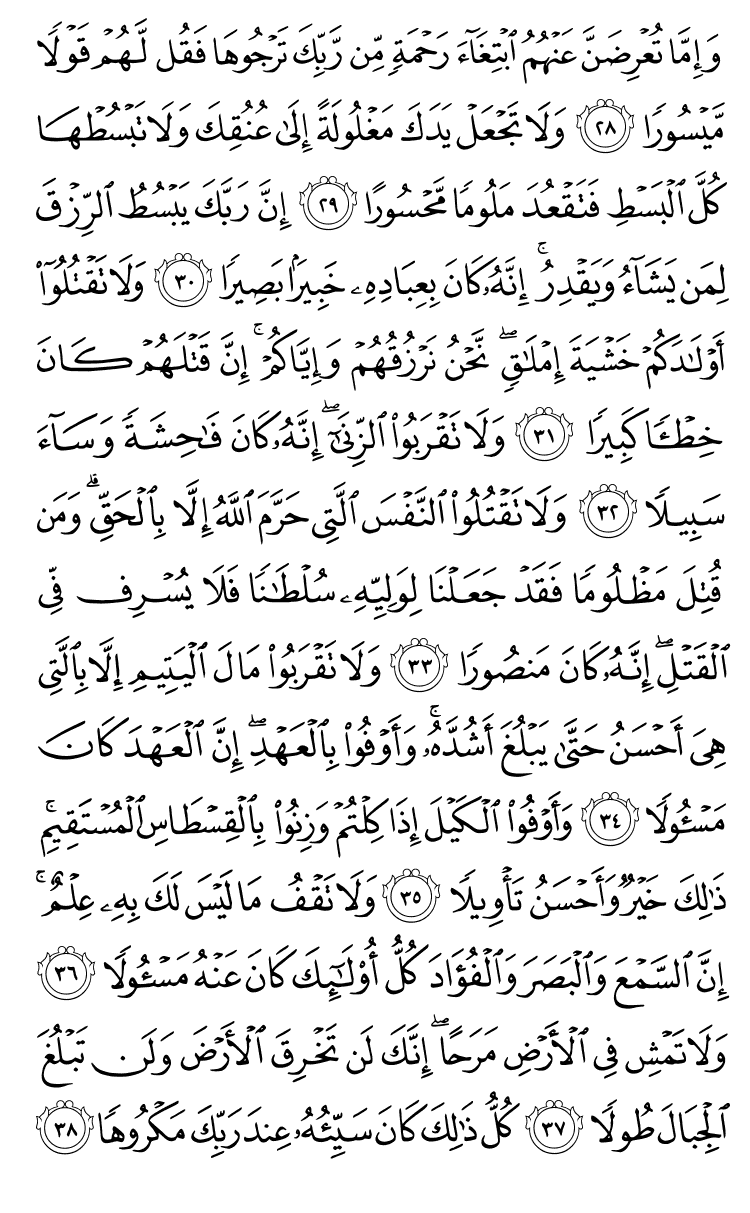 وَإِمَّا تُعۡرِضَنَّ عَنۡهُمُ ٱبۡتِغَآءَ رَحۡمَةٖ مِّن رَّبِّكَ تَرۡجُوهَا فَقُل لَّهُمۡ قَوۡلٗا
مَّيۡسُورٗا ٢٨ وَلَا تَجۡعَلۡ يَدَكَ مَغۡلُولَةً إِلَىٰ عُنُقِكَ وَلَا تَبۡسُطۡهَا
كُلَّ ٱلۡبَسۡطِ فَتَقۡعُدَ مَلُومٗا مَّحۡسُورًا ٢٩ إِنَّ رَبَّكَ يَبۡسُطُ ٱلرِّزۡقَ
لِمَن يَشَآءُ وَيَقۡدِرُۚ إِنَّهُۥ كَانَ بِعِبَادِهِۦ خَبِيرَۢا بَصِيرٗا ٣٠ وَلَا تَقۡتُلُوٓاْ
أَوۡلَٰدَكُمۡ خَشۡيَةَ إِمۡلَٰقٖۖ نَّحۡنُ نَرۡزُقُهُمۡ وَإِيَّاكُمۡۚ إِنَّ قَتۡلَهُمۡ كَانَ
خِطۡـٔٗا كَبِيرٗا ٣١ وَلَا تَقۡرَبُواْ ٱلزِّنَىٰٓۖ إِنَّهُۥ كَانَ فَٰحِشَةٗ وَسَآءَ
سَبِيلٗا ٣٢ وَلَا تَقۡتُلُواْ ٱلنَّفۡسَ ٱلَّتِي حَرَّمَ ٱللَّهُ إِلَّا بِٱلۡحَقِّۗ وَمَن
قُتِلَ مَظۡلُومٗا فَقَدۡ جَعَلۡنَا لِوَلِيِّهِۦ سُلۡطَٰنٗا فَلَا يُسۡرِف فِّي
ٱلۡقَتۡلِۖ إِنَّهُۥ كَانَ مَنصُورٗا ٣٣ وَلَا تَقۡرَبُواْ مَالَ ٱلۡيَتِيمِ إِلَّا بِٱلَّتِي
هِيَ أَحۡسَنُ حَتَّىٰ يَبۡلُغَ أَشُدَّهُۥۚ وَأَوۡفُواْ بِٱلۡعَهۡدِۖ إِنَّ ٱلۡعَهۡدَ كَانَ
مَسۡـُٔولٗا ٣٤ وَأَوۡفُواْ ٱلۡكَيۡلَ إِذَا كِلۡتُمۡ وَزِنُواْ بِٱلۡقِسۡطَاسِ ٱلۡمُسۡتَقِيمِۚ
ذَٰلِكَ خَيۡرٞ وَأَحۡسَنُ تَأۡوِيلٗا ٣٥ وَلَا تَقۡفُ مَا لَيۡسَ لَكَ بِهِۦ عِلۡمٌۚ
إِنَّ ٱلسَّمۡعَ وَٱلۡبَصَرَ وَٱلۡفُؤَادَ كُلُّ أُوْلَٰٓئِكَ كَانَ عَنۡهُ مَسۡـُٔولٗا ٣٦
وَلَا تَمۡشِ فِي ٱلۡأَرۡضِ مَرَحًاۖ إِنَّكَ لَن تَخۡرِقَ ٱلۡأَرۡضَ وَلَن تَبۡلُغَ
ٱلۡجِبَالَ طُولٗا ٣٧ كُلُّ ذَٰلِكَ كَانَ سَيِّئُهُۥ عِندَ رَبِّكَ مَكۡرُوهٗا ٣٨